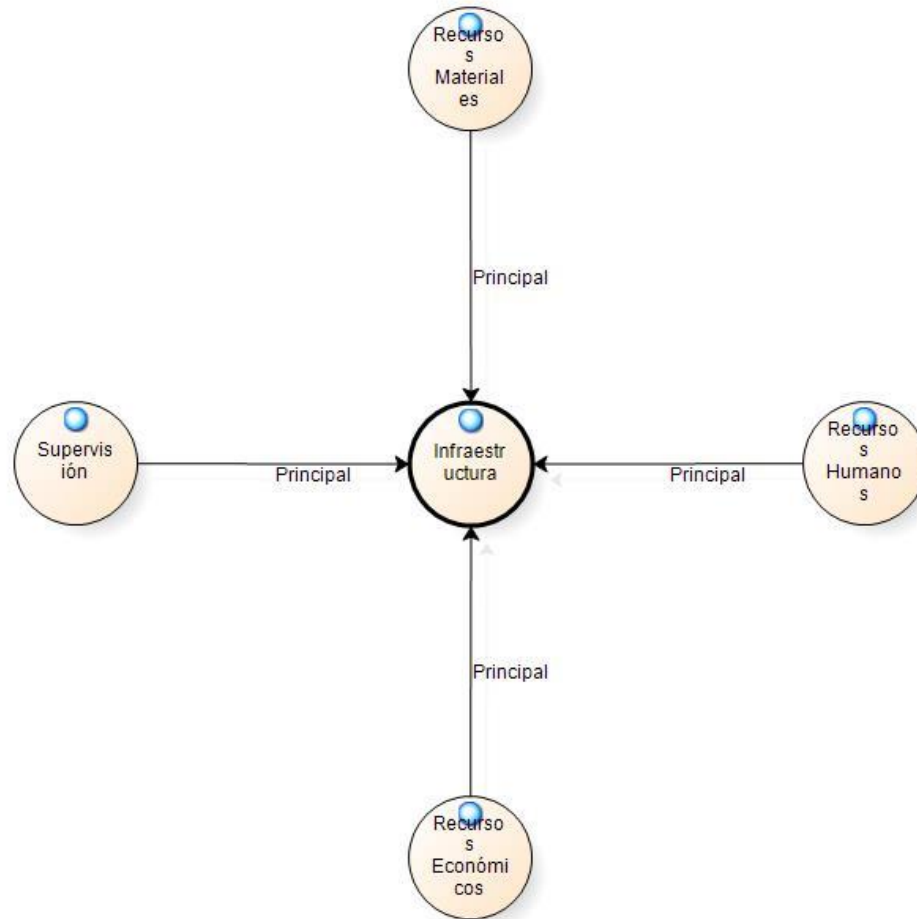 Recurso
s
Material
es
Principal
Supervis
ión
Principal
Infraestr
uctura
Principal
Recurso
s
Humano
s
Principal
Recurso
s
Económi
cos